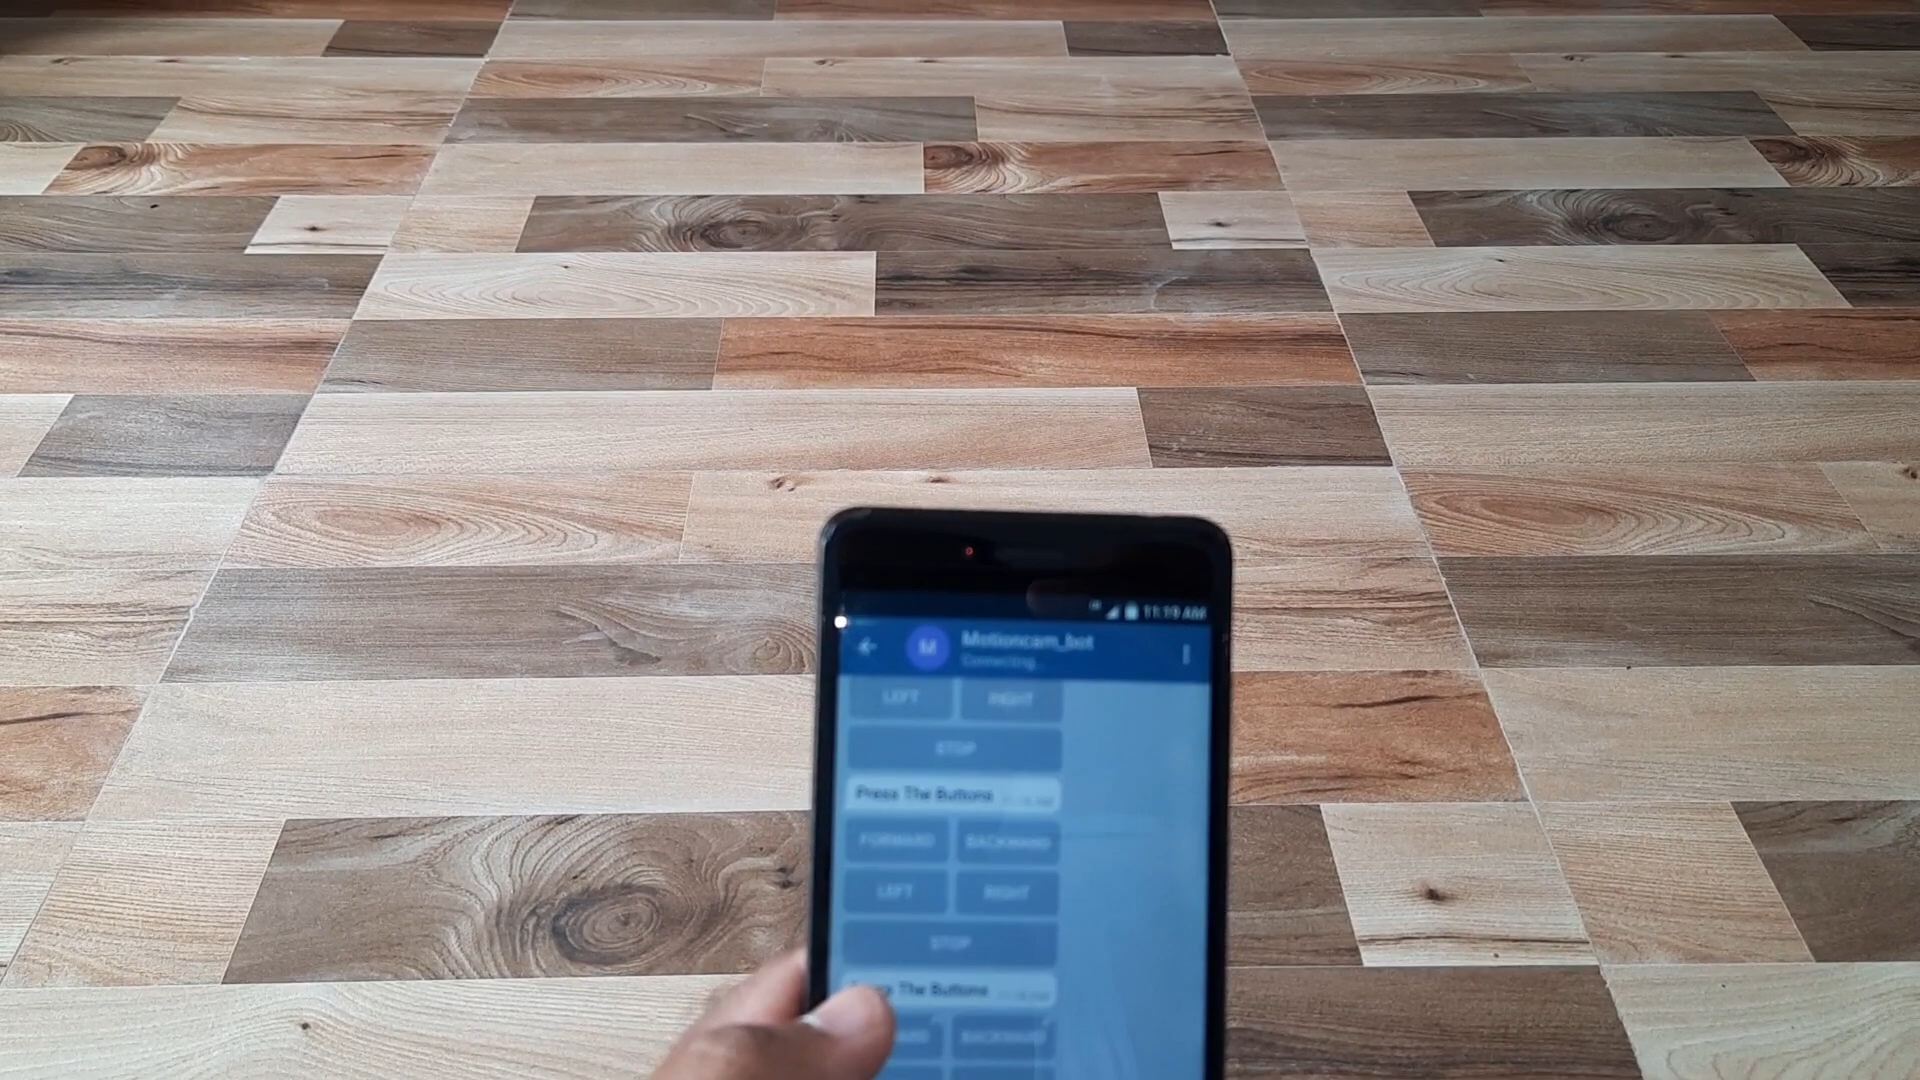 11:19 AM
M
Motioncam_bot
Connecting...
LEFT RIGHT
STOP
Press The Buttons
FORWARD BACKWARD
LEFT RIGHT
STOP
The Buttons
BACKWARD